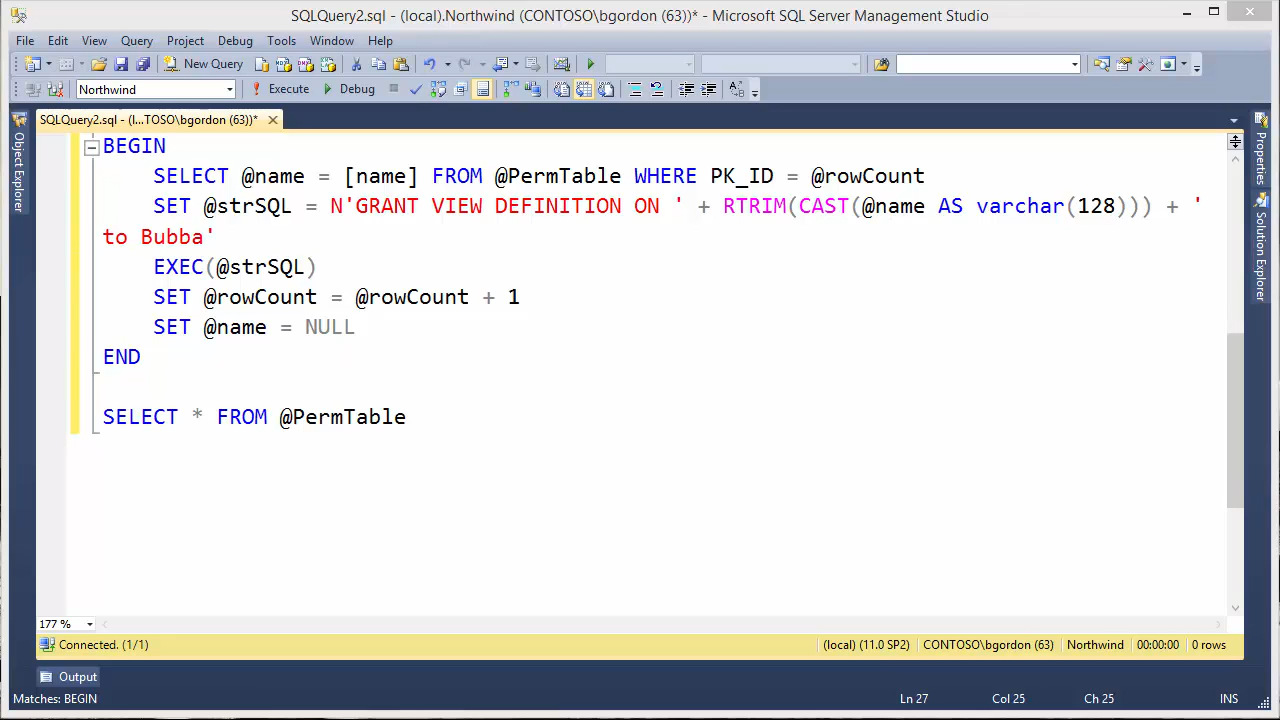 SQLQuery2.sql - (local).Northwind (CONTOSO\bgordon (63))* - Microsoft SQL Server Management Studio
File Edit View Query Project Debug Tools Window Help
New Query
Northwind Execute Debug
SQLQuery2.sql - (l...TOSO\bgordon (63))*
Object Explorer
BEGIN
SELECT @name = [name] FROM @PermTable WHERE PK_ID = @rowCount
SET @strSQL = N'GRANT VIEW DEFINITION ON ' + RTRIM(CAST(@name AS varchar(128))) + '
to Bubba'
EXEC(@strSQL)
SET @rowCount = @rowCount + 1
SET @name = NULL
END
SELECT * FROM @PermTable
Properties
Solution Explorer
177 %
Connected. (1/1) (local) (11.0 SP2) CONTOSO\bgordon (63) Northwind 00:00:00 0 rows
Output
Matches: BEGIN Ln 27 Col 25 Ch 25 INS